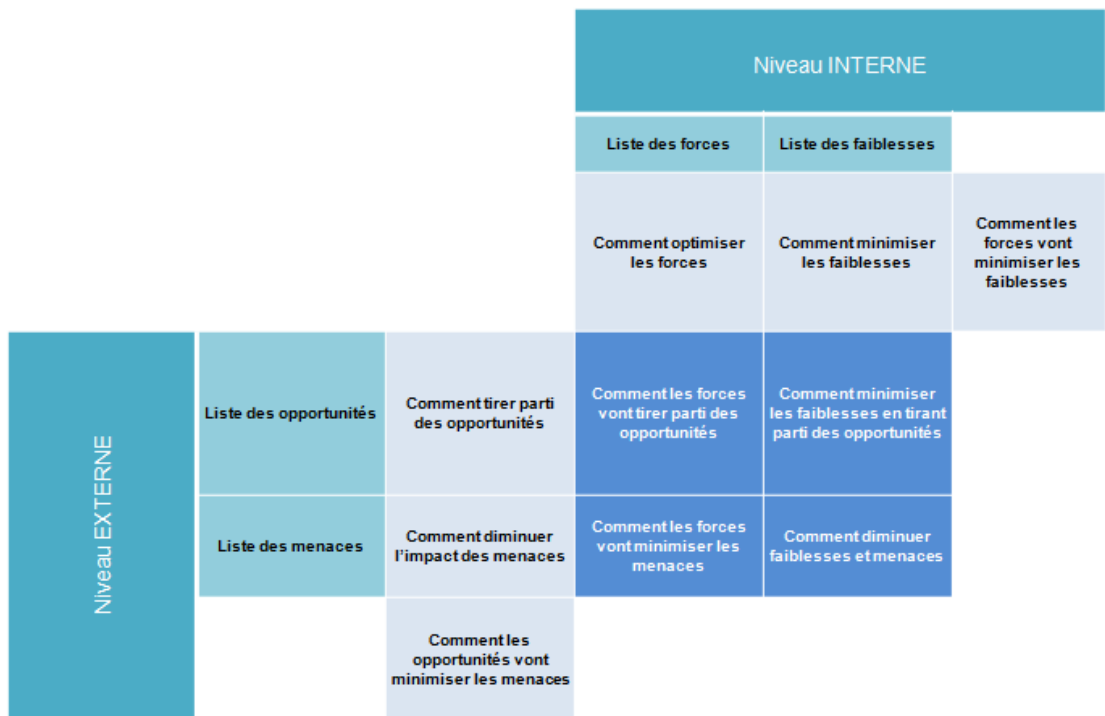 Niveau INTERNE
Liste des forces
Liste des faiblesses
Comment optimiser
les forces
Comment minimiser
les faiblesses
Comment les
forces vont
minimiser les
faiblesses
Niveau EXTERNE
Liste des opportunités
Comment tirer parti
des opportunités
Comment les forces
vont tirer parti des
opportunités
Comment minimiser
les faiblesses en tirant
parti des opportunités
Liste des menaces
Comment diminuer
l'impact des menaces
Comment les forces
vont minimiser les
menaces
Comment diminuer
faiblesses et menaces
Comment les
opportunités vont
minimiser les menaces